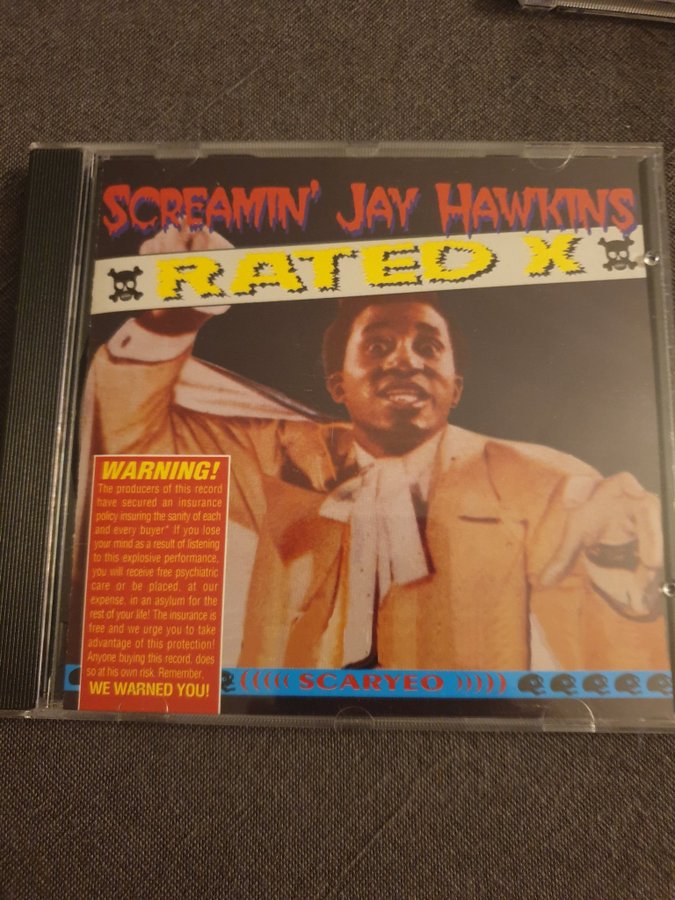 SCREAMIN' JAY HAWKINS
RATED X
WARNING!
The producers of this record
have secured an insurance
policy insuring the sanity of each
and every buyer* If you lose
your mind as a result of listening
to this explosive performance,
you will receive free psychiatric
care or be placed, at our
expense, in an asylum for the
rest of your life! The insurance is
free and we urge you to take
advantage of this protection!
Anyone buying this record, does
so at his own risk. Remember,
WE WARNED YOU!
((((( SCARYEO )))))